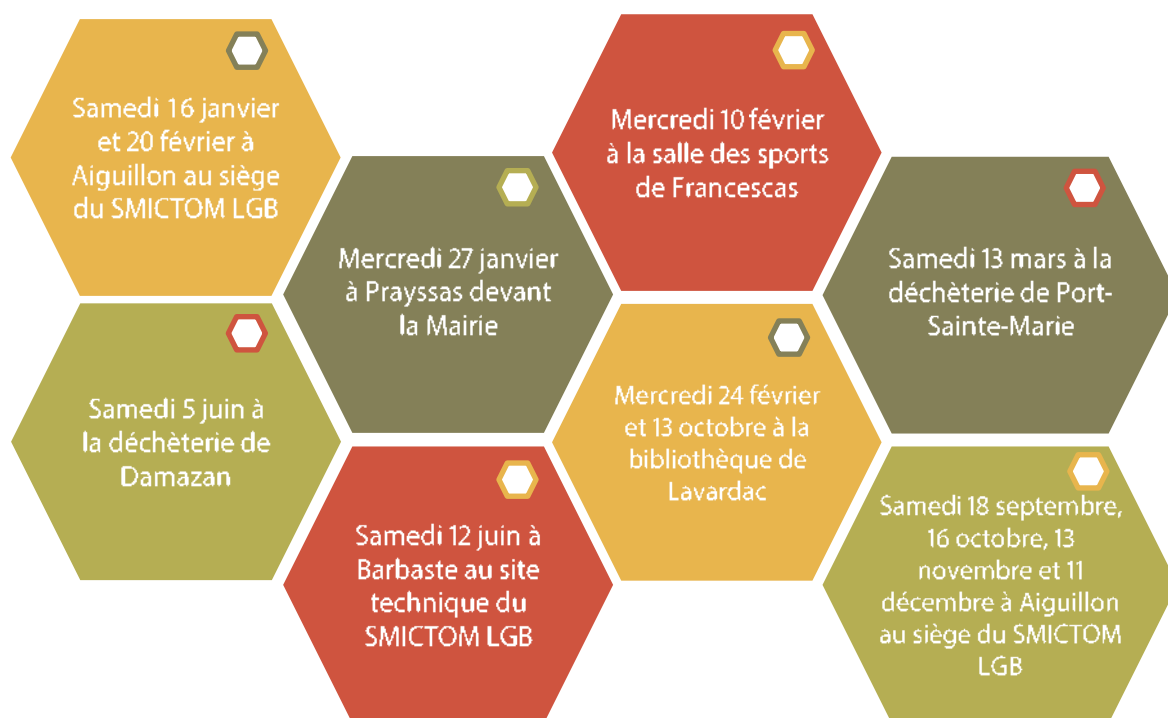 Samedi 16 janvier
et 20 février à
Aiguillon au siège
du SMICTOM LGB
Mercredi 27 janvier
à Prayssas devant
la Mairie
Mercredi 10 février
à la salle des sports
de Francescas
Samedi 13 mars à la
déchèterie de Port-
Sainte-Marie
Samedi 5 juin à
la déchèterie de
Damazan
Samedi 12 juin à
Barbaste au site
technique du
SMICTOM LGB
Mercredi 24 février
et 13 octobre à la
bibliothèque de
Lavardac
Samedi 18 septembre,
16 octobre, 13
novembre et 11
décembre à Aiguillon
au siège du SMICTOM
LGB